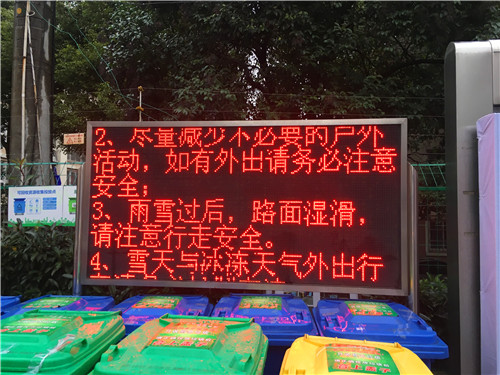 2、尽量减少不必要的户外
活动，如有外出请务必注意
安全；
3、雨雪过后，路面湿滑，
请注意行走安全。
4、雪天与冰冻天气外出行